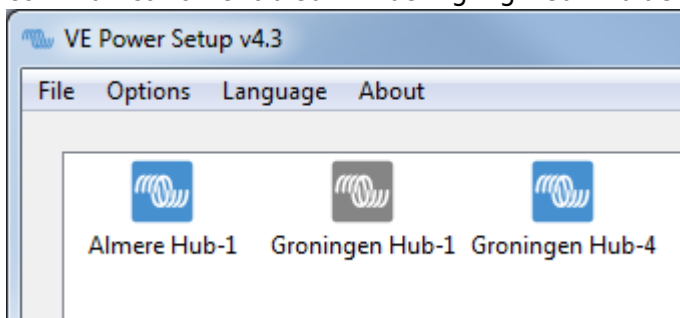 VE Power Setup v4.3
File Options Language About
Almere Hub-1 Groningen Hub-1 Groningen Hub-4